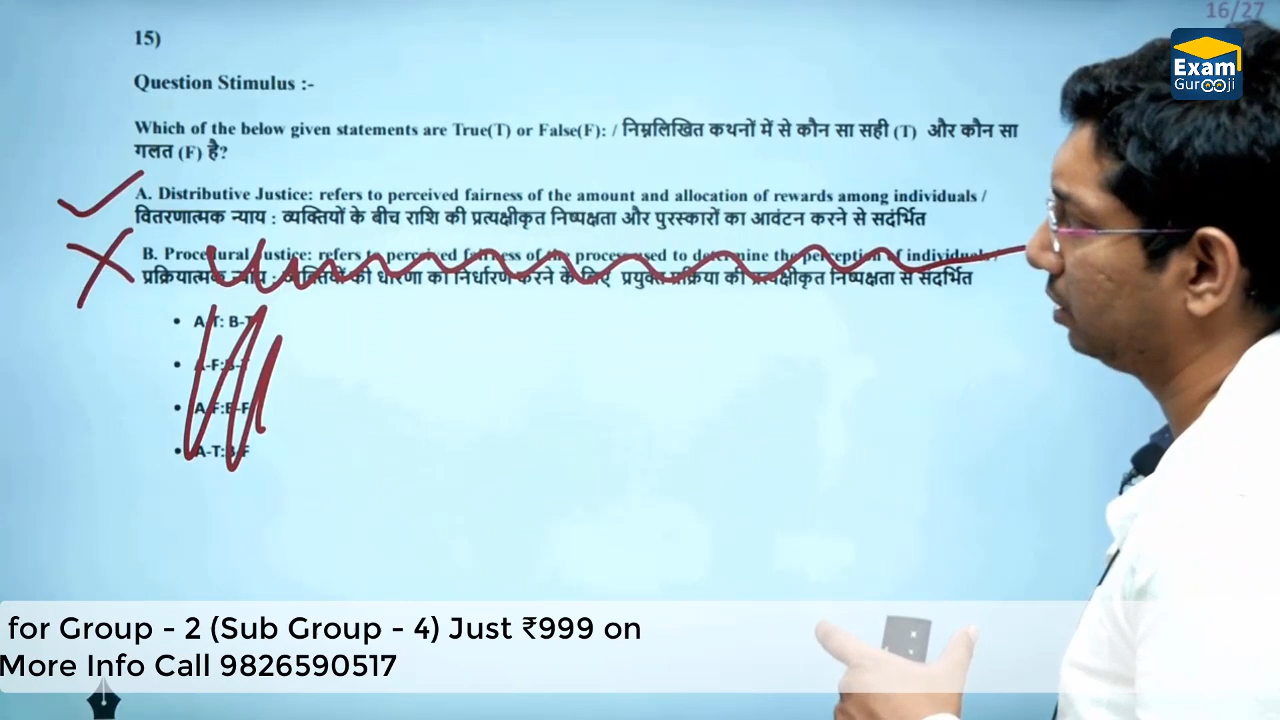 16/27
Exam
Gurooji
15)
Question Stimulus :-
Which of the below given statements are True(T) or False(F): / निम्नलिखित कथनों में से कौन सा सही (T) और कौन सा
गलत (F) है?
A. Distributive Justice: refers to perceived fairness of the amount and allocation of rewards among individuals /
वितरणात्मक न्याय : व्यक्तियों के बीच राशि की प्रत्यक्षीकृत निष्पक्षता और पुरस्कारों का आवंटन करने से सदंर्भित
B. Procedural Justice: refers to perceived fairness of the process used to determine the perception of individuals /
प्रक्रियात्मक न्याय : व्यक्तियों की धारणा का निर्धारण करने के लिए प्रयुक्त प्रक्रिया की प्रत्यक्षीकृत निष्पक्षता से संदर्भित
• A-T: B-T
• A-F:B-T
• A-F:B-F
• A-T:B-F
for Group - 2 (Sub Group - 4) Just ₹999 on
More Info Call 9826590517